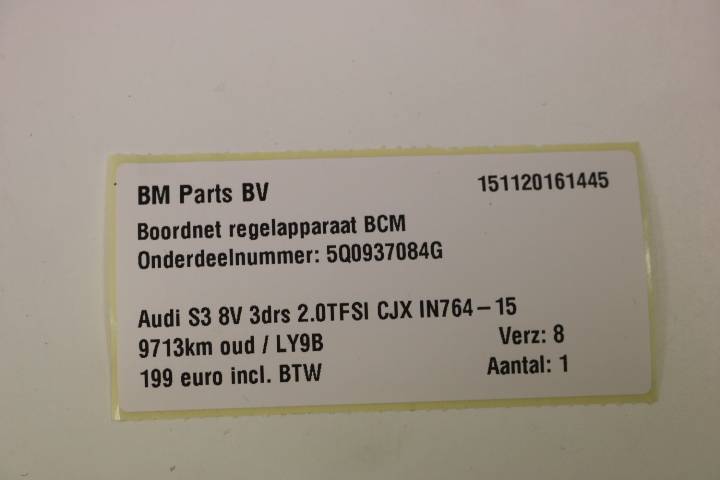 BM Parts BV 151120161445
Boordnet regelapparaat BCM
Onderdeelnummer: 5Q0937084G
Audi S3 8V 3drs 2.0TFSI CJX IN764-15
9713km oud / LY9B Verz: 8
199 euro incl. BTW Aantal: 1